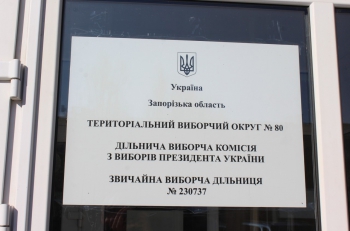 Україна
Запорізька область
ТЕРИТОРІАЛЬНИЙ ВИБОРЧИЙ ОКРУГ № 80
ДІЛЬНИЧА ВИБОРЧА КОМІСІЯ
З ВИБОРІВ ПРЕЗИДЕНТА УКРАЇНИ
ЗВИЧАЙНА ВИБОРЧА ДІЛЬНИЦЯ
№ 230737